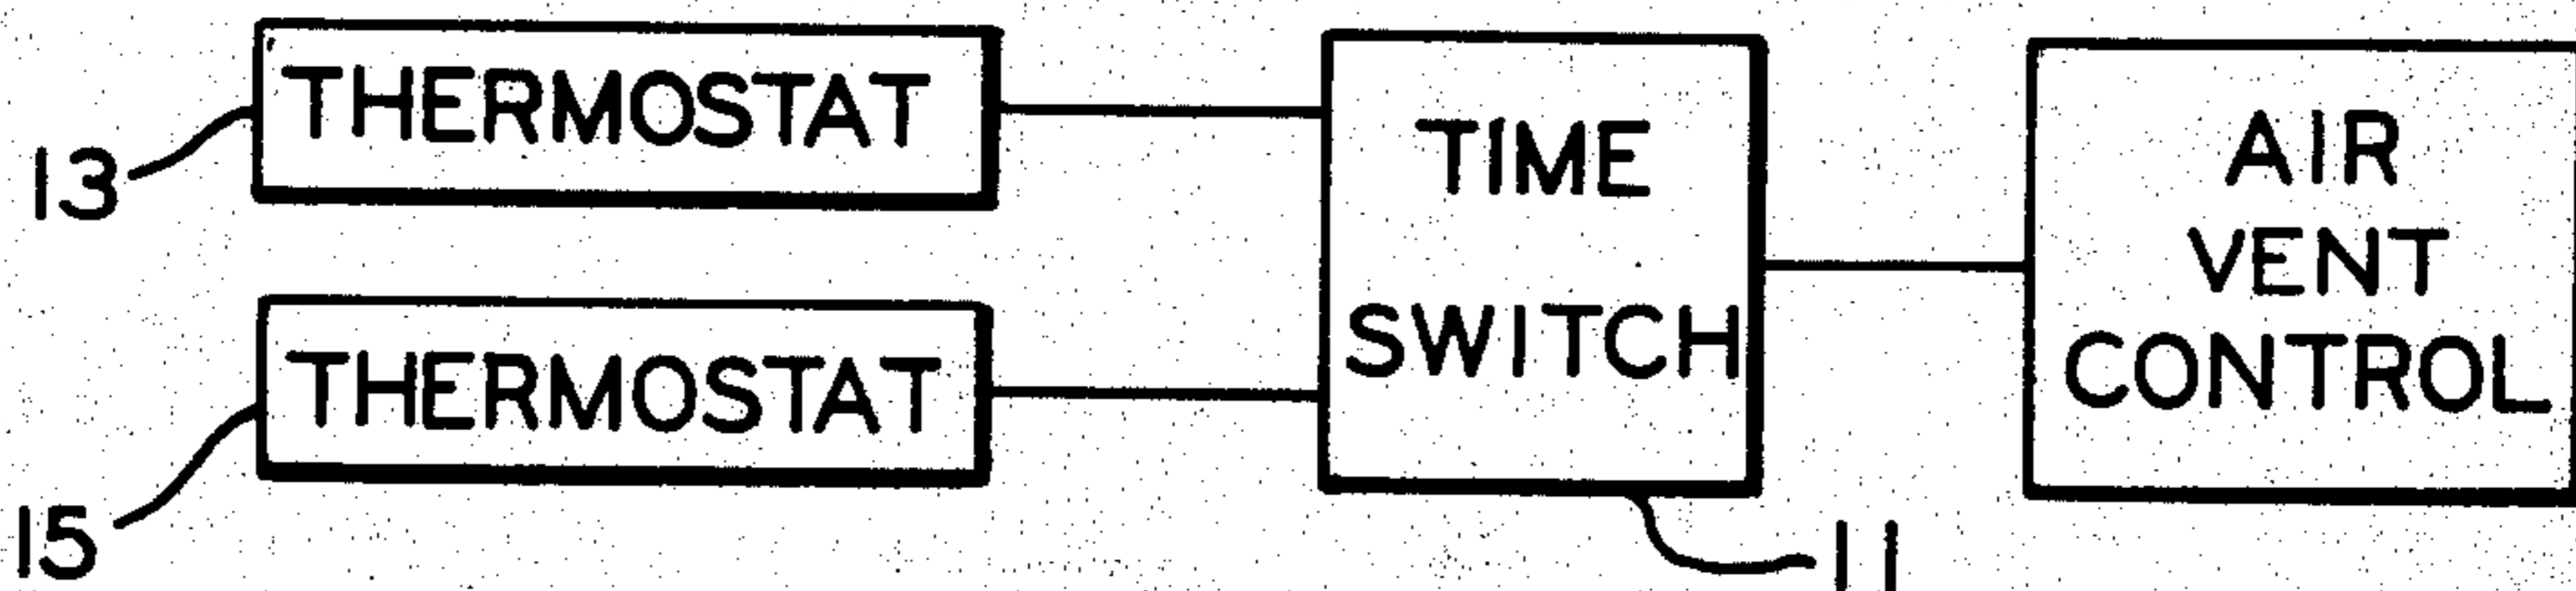 THERMOSTAT
13
TIME
SWITCH
AIR
VENT
CONTROL
THERMOSTAT
15
11